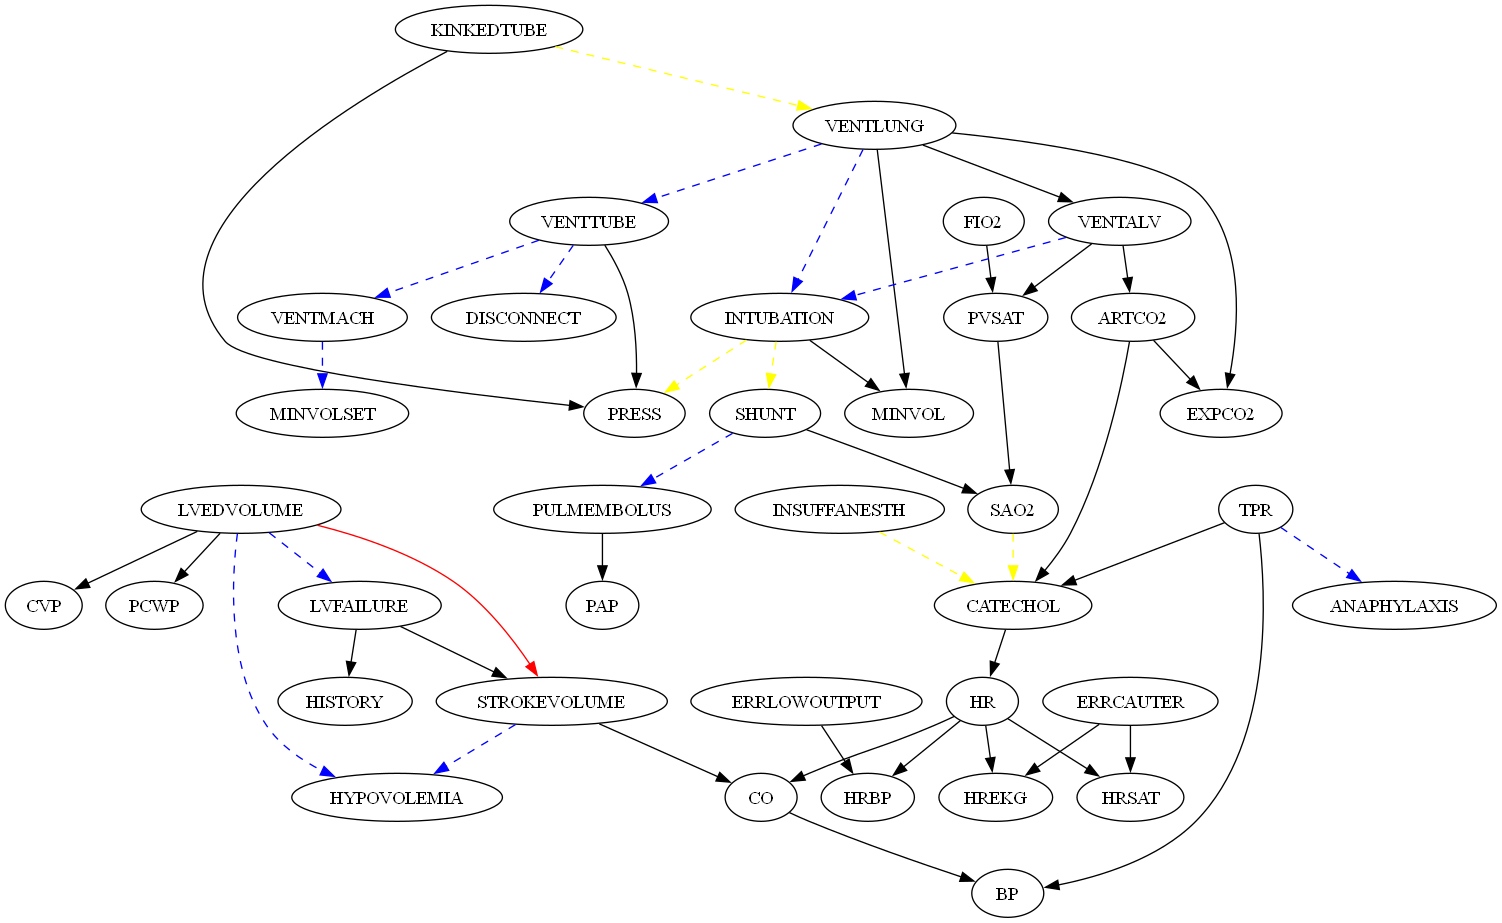 KINKEDTUBE
VENTLUNG
VENTTUBE
FIO2
VENTALV
VENTMACH
DISCONNECT
INTUBATION
PVSAT
ARTCO2
MINVOLSET
PRESS
SHUNT
MINVOL
EXPCO2
LVEDVOLUME
PULMEMBOLUS
INSUFFANESTH
SAO2
TPR
CVP
PCWP
LVFAILURE
PAP
CATECHOL
ANAPHYLAXIS
HISTORY
STROKEVOLUME
ERRLOWOUTPUT
HR
ERRCAUTER
HYPOVOLEMIA
CO
HRBP
HREKG
HRSAT
BP